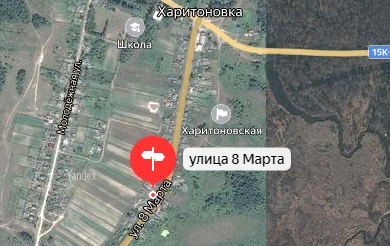 Харитоновка
Школа
15К-
Молодёжная ул.
Харитоновская
улица 8 Марта
Yandex
ул. 8 Марта